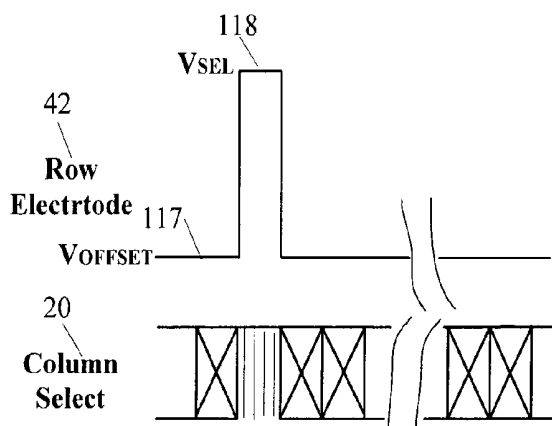 118
VSEL
42
Row
Electrtode
117
VOFFSET
20
Column
Select